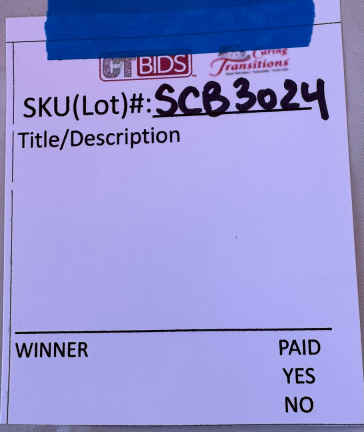 CTBIDS
Caring
Transitions
SKU(Lot)#: SCB3024
Title/Description
WINNER
PAID
YES
NO